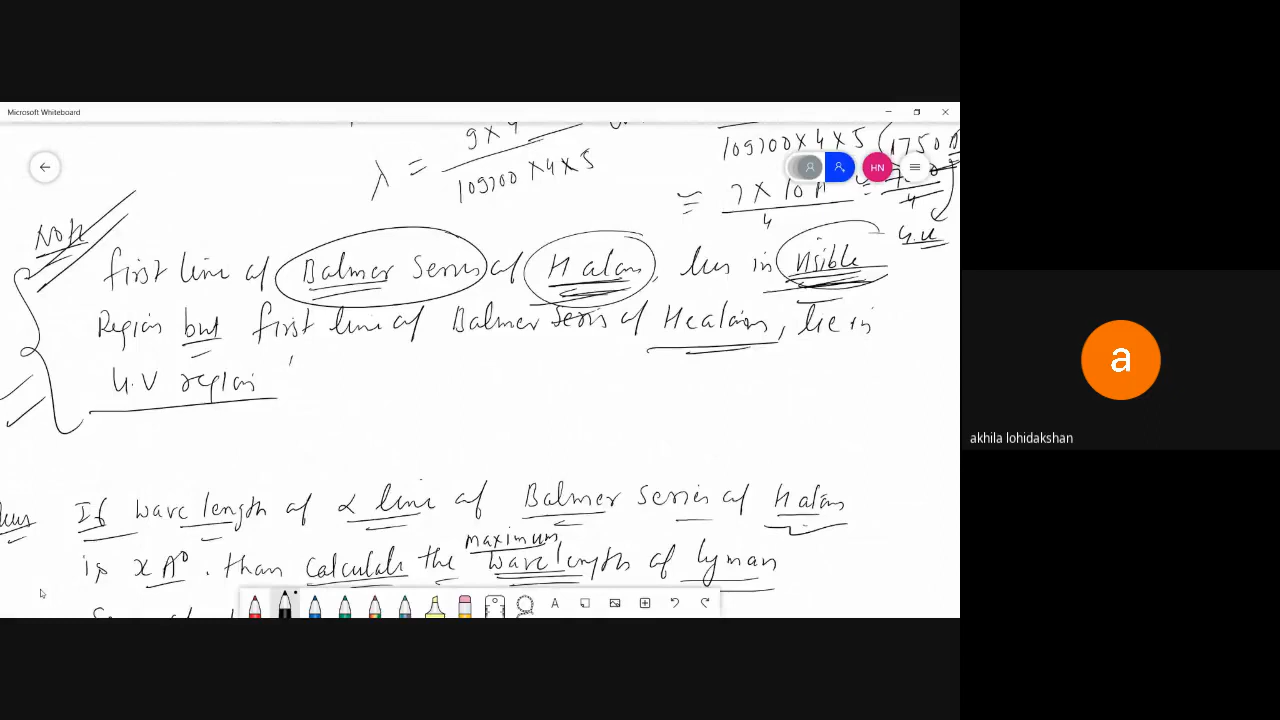 Microsoft Whiteboard
9 x
λ =
109700 x 4 x 5
109700 x 4 x 5 (1750
≈ 7 x 10
4
4
HN
U.V
Note
first line of Balmer Series of H atom, lies in visible
Region but first line of Balmer Series of He atom, lie in
U.V region
If wave length of α line of Balmer Series of H atom
maximum
is x A⁰. than calculate the wave length of lyman
A
a
akhila lohidakshan